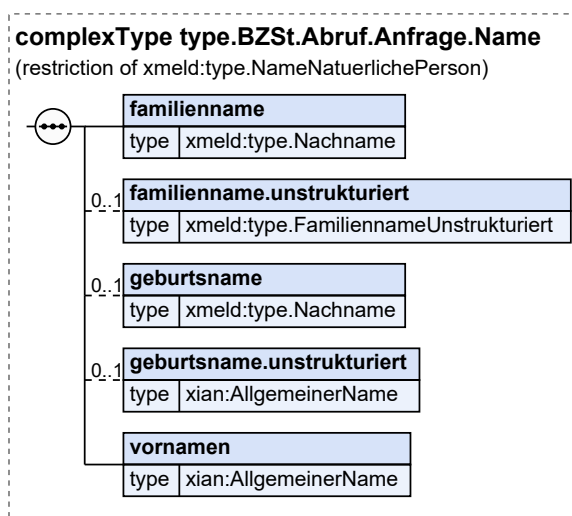 complexType type.BZSt.Abruf.Anfrage.Name
(restriction of xmeld:type.NameNatuerlichePerson)
familienname
type xmeld:type.Nachname
0..1 familienname.unstrukturiert
type xmeld:type.FamiliennameUnstrukturiert
0..1 geburtsname
type xmeld:type.Nachname
0..1 geburtsname.unstrukturiert
type xian:AllgemeinerName
vornamen
type xian:AllgemeinerName